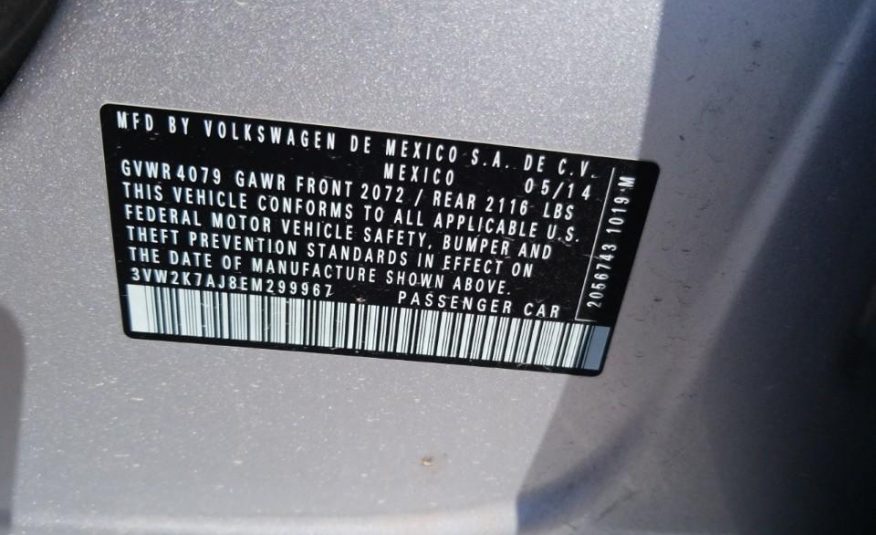 MFD BY VOLKSWAGEN DE MEXICO S.A. DE C.V.
MEXICO 05/14
GVWR 4079 GAWR FRONT 2072 / REAR 2116 LBS
THIS VEHICLE CONFORMS TO ALL APPLICABLE U.S.
FEDERAL MOTOR VEHICLE SAFETY, BUMPER AND
THEFT PREVENTION STANDARDS IN EFFECT ON
THE DATE OF MANUFACTURE SHOWN ABOVE.
3VW2K7AJ8EM299967 PASSENGER CAR
2056743 1019 M